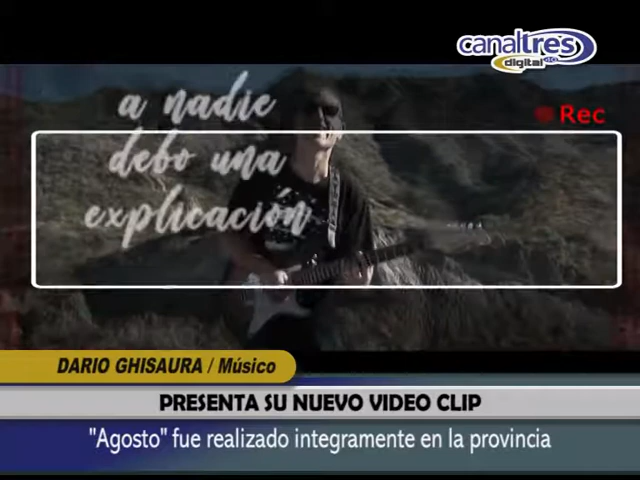 canaltres
digital
Rec
a nadie
debo una
explicación
DARIO GHISAURA / Músico
PRESENTA SU NUEVO VIDEO CLIP
"Agosto" fue realizado integramente en la provincia